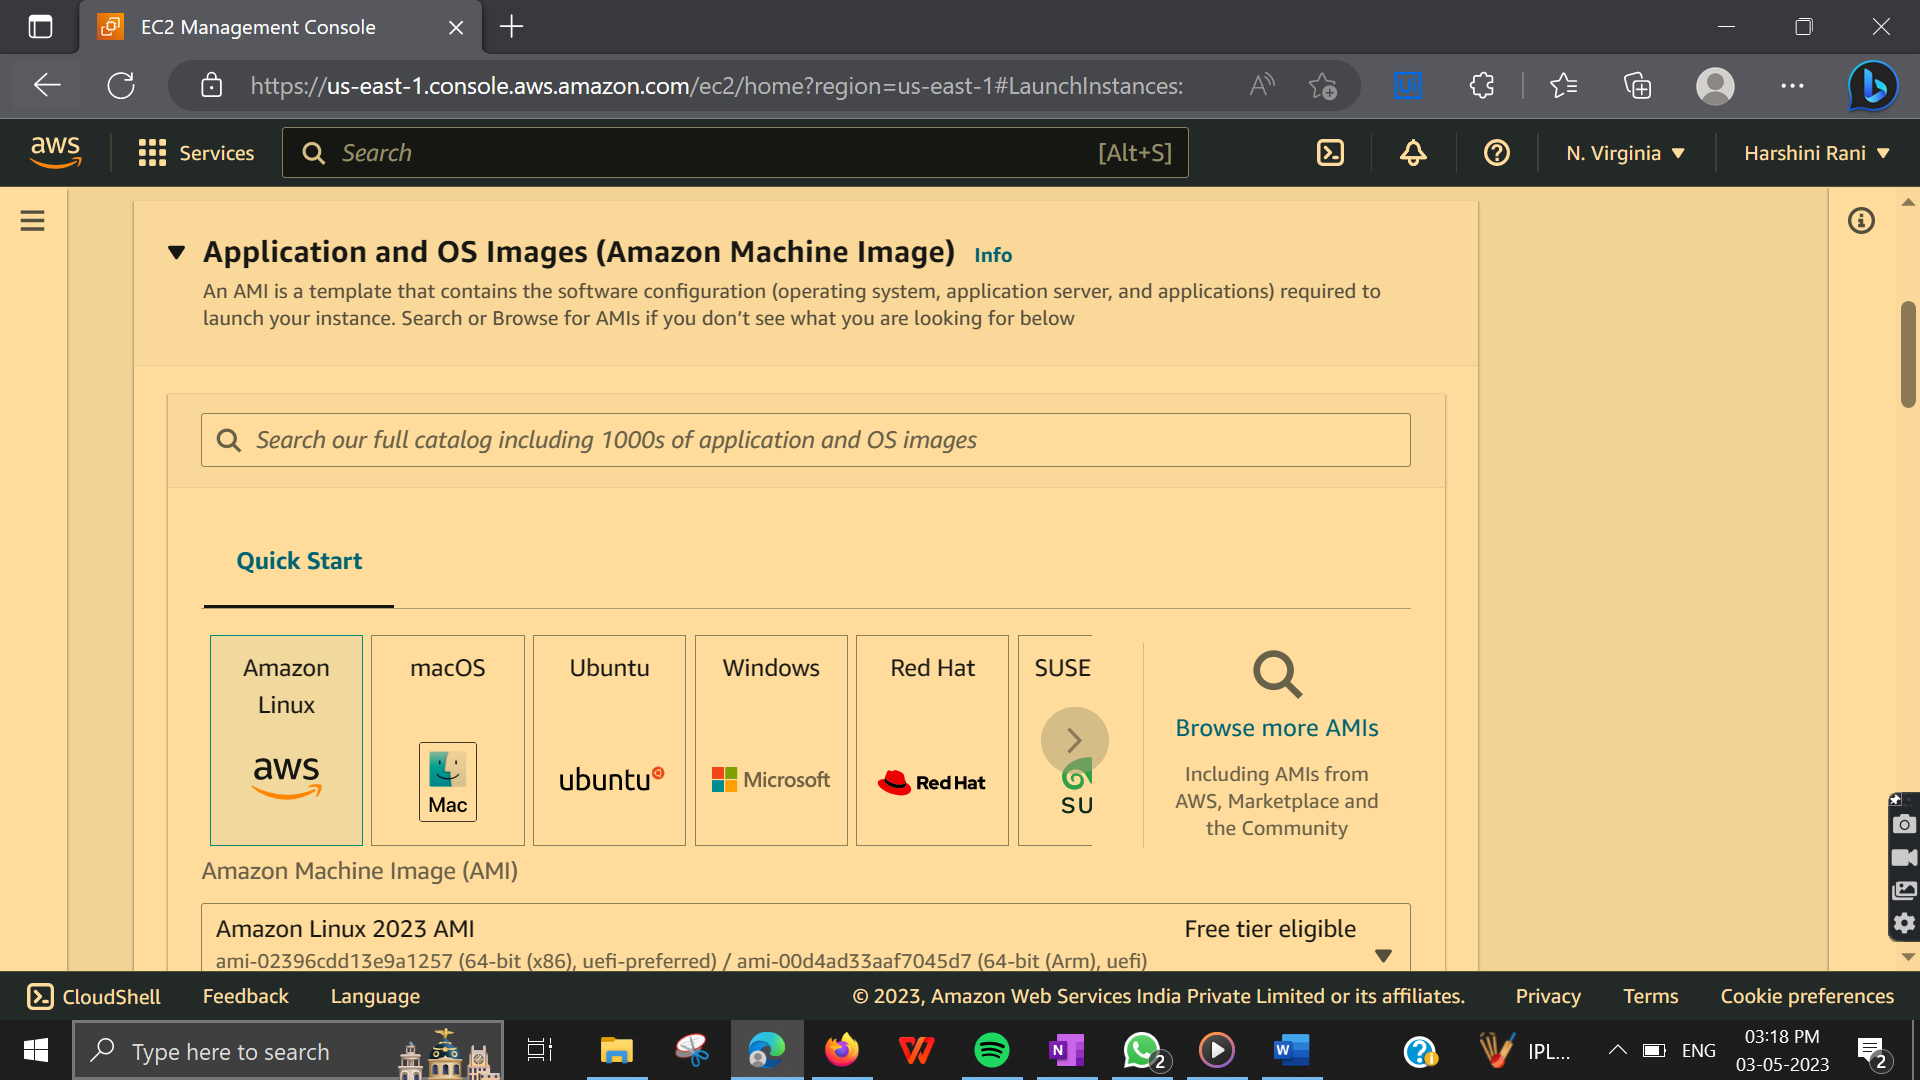 EC2 Management Console
https://us-east-1.console.aws.amazon.com/ec2/home?region=us-east-1#LaunchInstances:
aws
Services
Search
[Alt+S]
N. Virginia
Harshini Rani
Application and OS Images (Amazon Machine Image) Info
An AMI is a template that contains the software configuration (operating system, application server, and applications) required to
launch your instance. Search or Browse for AMIs if you don’t see what you are looking for below
Search our full catalog including 1000s of application and OS images
Quick Start
Amazon
Linux
aws
macOS
Mac
Ubuntu
ubuntu
Windows
Microsoft
Red Hat
Red Hat
SUSE
SU
Browse more AMIs
Including AMIs from
AWS, Marketplace and
the Community
Amazon Machine Image (AMI)
Amazon Linux 2023 AMI
Free tier eligible
ami-02396cdd13e9a1257 (64-bit (x86), uefi-preferred) / ami-00d4ad33aaf7045d7 (64-bit (Arm), uefi)
CloudShell
Feedback
Language
© 2023, Amazon Web Services India Private Limited or its affiliates.
Privacy
Terms
Cookie preferences
Type here to search
2
IPL...
ENG
03:18 PM
03-05-2023
2